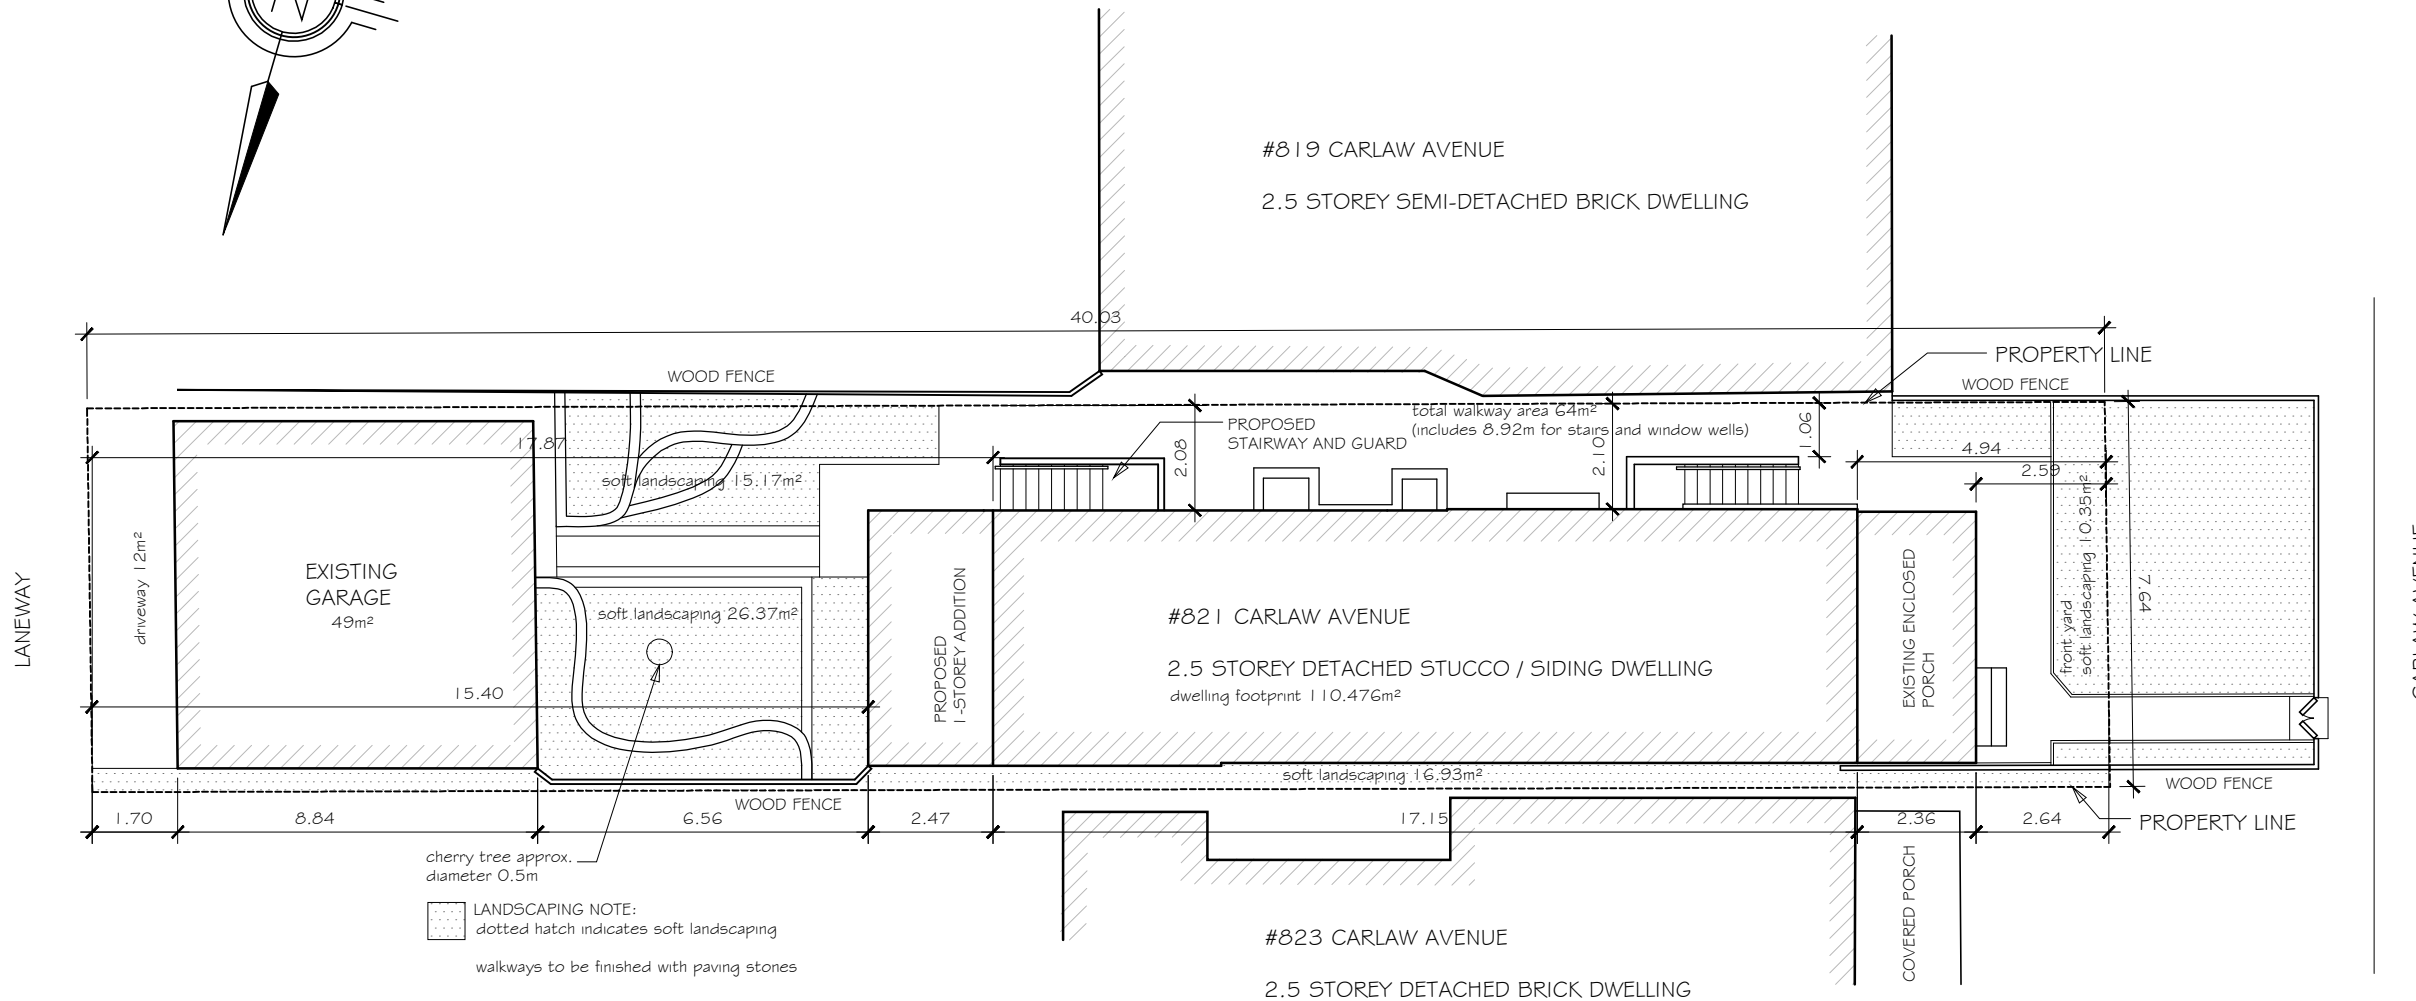 N
#819 CARLAW AVENUE
2.5 STOREY SEMI-DETACHED BRICK DWELLING
40.03
PROPERTY LINE
WOOD FENCE
WOOD FENCE
total walkway area 64m²
(includes 8.92m for stairs and window wells)
PROPOSED
STAIRWAY AND GUARD
17.87
2.08
2.10
1.06
4.94
2.59
soft landscaping 15.17m²
LANEWAY
driveway 12m²
EXISTING
GARAGE
49m²
soft landscaping 26.37m²
15.40
PROPOSED
1-STOREY ADDITION
#821 CARLAW AVENUE
2.5 STOREY DETACHED STUCCO / SIDING DWELLING
dwelling footprint 110.476m²
EXISTING ENCLOSED
PORCH
front yard
soft landscaping 10.35m²
7.64
CARLAW AVENUE
soft landscaping 16.93m²
WOOD FENCE
WOOD FENCE
1.70
8.84
6.56
2.47
17.15
2.36
2.64
PROPERTY LINE
cherry tree approx.
diameter 0.5m
LANDSCAPING NOTE:
dotted hatch indicates soft landscaping
walkways to be finished with paving stones
#823 CARLAW AVENUE
2.5 STOREY DETACHED BRICK DWELLING
COVERED PORCH